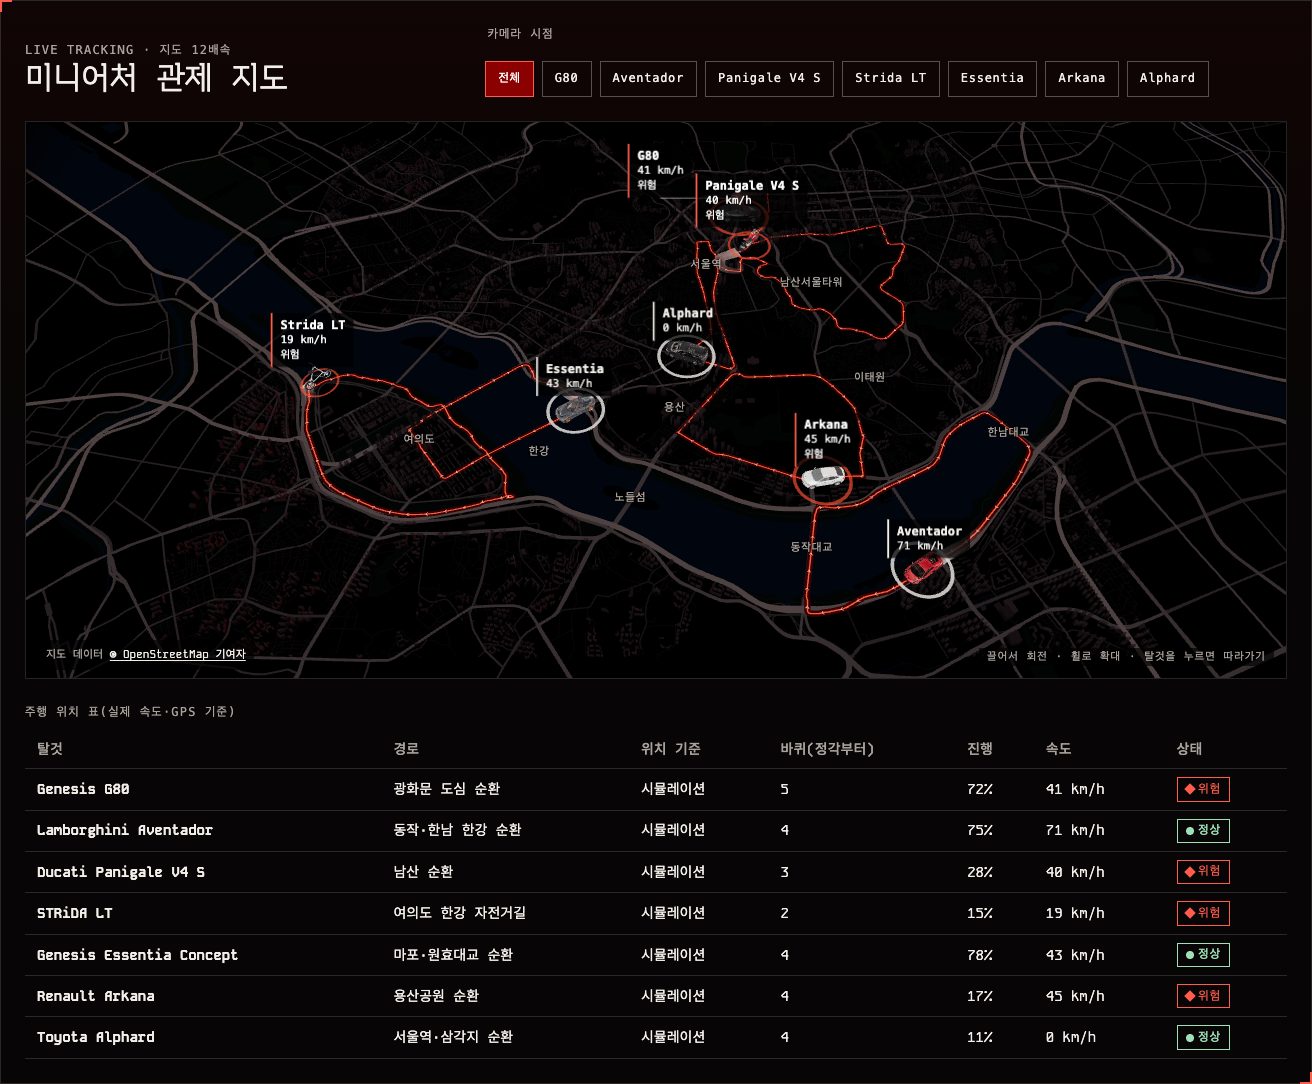 LIVE TRACKING · 지도 12배속
미니어처 관제 지도
카메라 시점
전체 G80 Aventador Panigale V4 S Strida LT Essentia Arkana Alphard
G80
41 km/h
위험
Panigale V4 S
40 km/h
위험
서울역
남산서울타워
Alphard
0 km/h
Strida LT
19 km/h
위험
Essentia
43 km/h
이태원
용산
Arkana
45 km/h
위험
여의도
한강
한남대교
노들섬
Aventador
71 km/h
동작대교
지도 데이터 © OpenStreetMap 기여자
끌어서 회전 · 휠로 확대 · 탈것을 누르면 따라가기
주행 위치 표(실제 속도·GPS 기준)
탈것 경로 위치 기준 바퀴(정각부터) 진행 속도 상태
Genesis G80 광화문 도심 순환 시뮬레이션 5 72% 41 km/h 위험
Lamborghini Aventador 동작·한남 한강 순환 시뮬레이션 4 75% 71 km/h 정상
Ducati Panigale V4 S 남산 순환 시뮬레이션 3 28% 40 km/h 위험
STRiDA LT 여의도 한강 자전거길 시뮬레이션 2 15% 19 km/h 위험
Genesis Essentia Concept 마포·원효대교 순환 시뮬레이션 4 78% 43 km/h 정상
Renault Arkana 용산공원 순환 시뮬레이션 4 17% 45 km/h 위험
Toyota Alphard 서울역·삼각지 순환 시뮬레이션 4 11% 0 km/h 정상